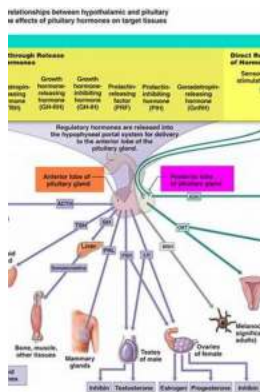 relationships between hypothalamic and pituitary
e effects of pituitary hormones on target tissues
through Release
Direct Re
of Hormo
Growth
hormone-
releasing
hormone
(GH-RH)
Growth
hormone-
inhibiting
hormone
(GH-IH)
Prolactin-
releasing
factor
(PRF)
Prolactin-
inhibiting
hormone
(PIH)
Gonadotropin-
releasing
hormone
(GnRH)
Regulatory hormones are released into
the hypophyseal portal system for delivery
to the anterior lobe of the
pituitary gland.
Anterior lobe of
pituitary gland
Posterior lobe
of pituitary gland
ACTH
TSH
GH
Liver
PRL
FSH
LH
MSH
OXT
Bone, muscle,
other tissues
Mammary
glands
Testes
of male
Ovaries
of female
Melanoc
signific
adults)
Inhibin
Testosterone
Estrogen
Progesterone
Inhibin